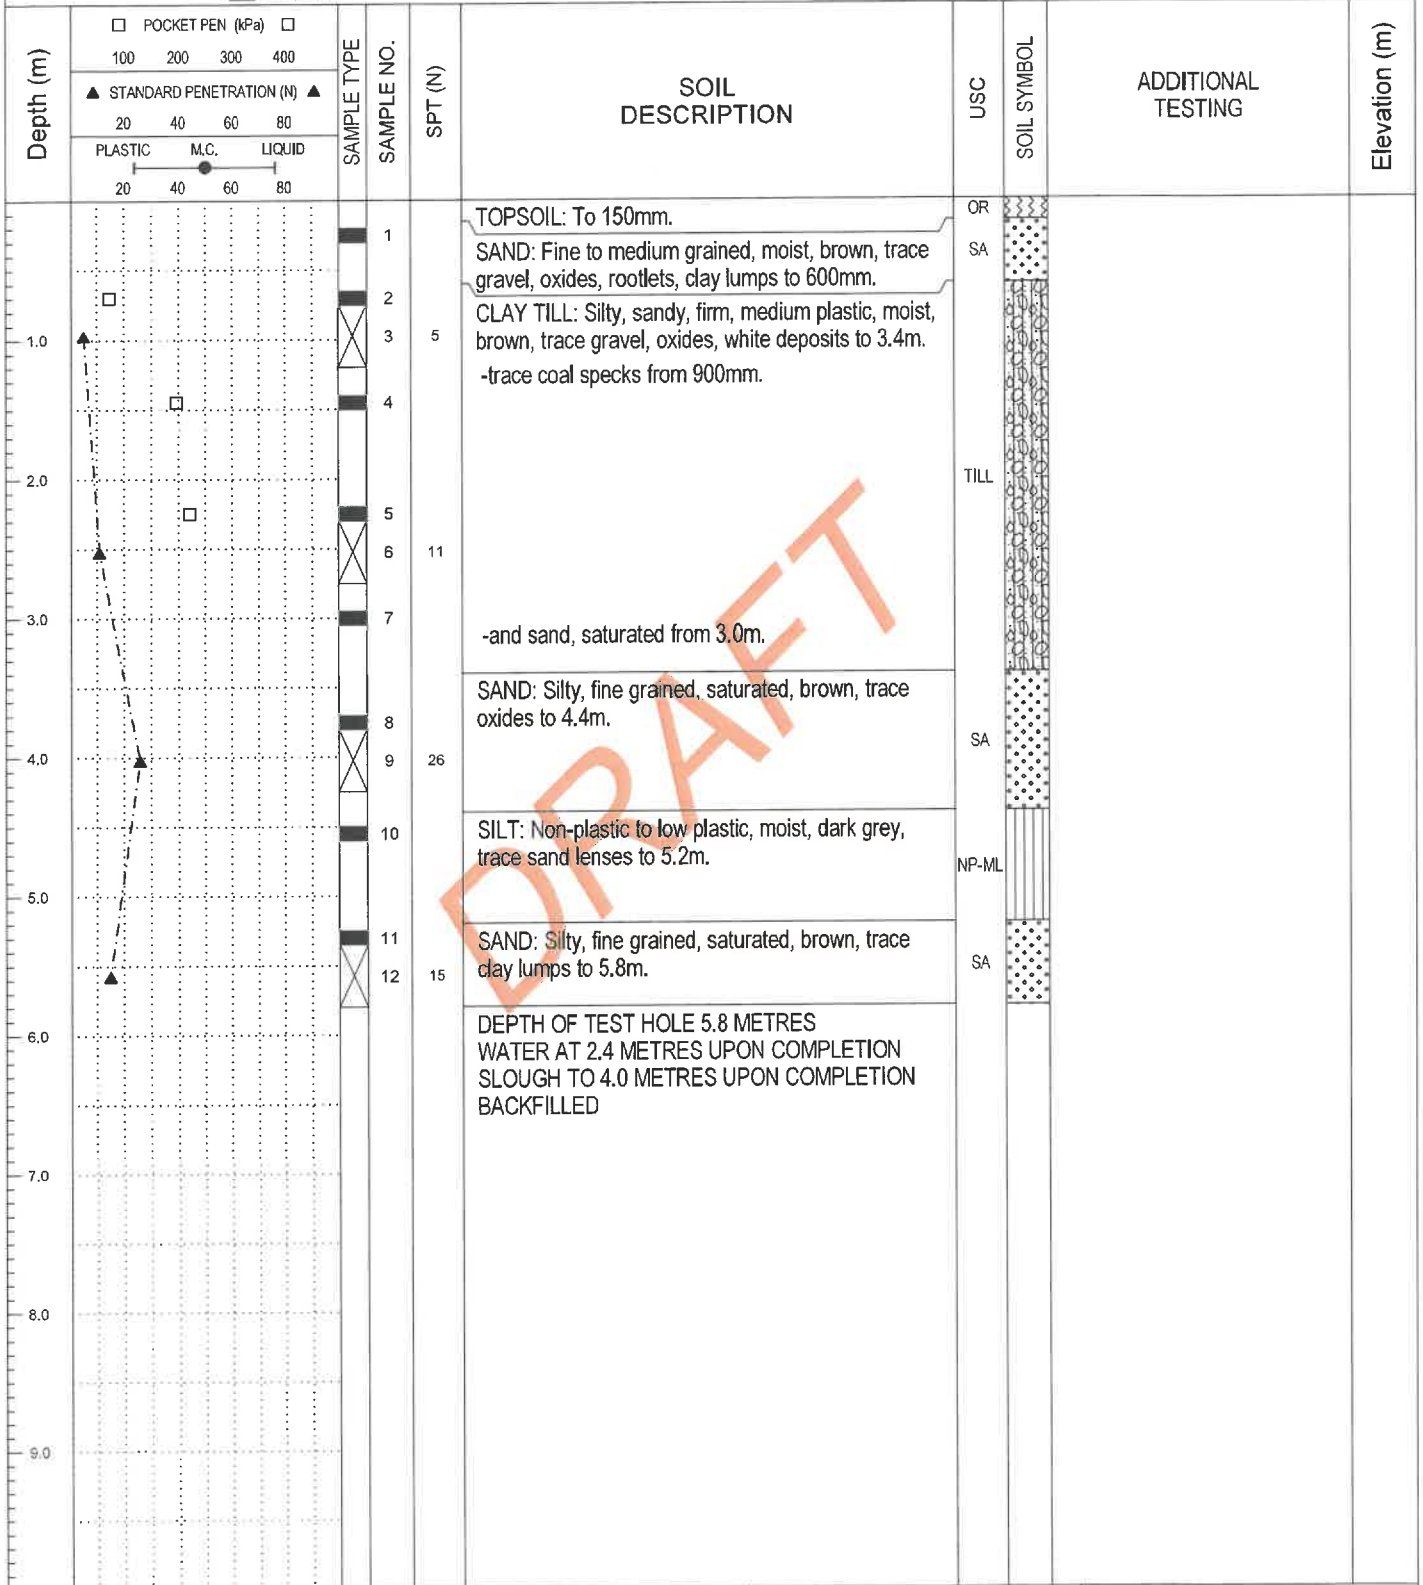 □ POCKET PEN (kPa) □
100 200 300 400
▲ STANDARD PENETRATION (N) ▲
20 40 60 80
PLASTIC M.C. LIQUID
20 40 60 80
Depth (m)
SAMPLE TYPE
SAMPLE NO.
SPT (N)
SOIL
DESCRIPTION
USC
SOIL SYMBOL
ADDITIONAL
TESTING
Elevation (m)
TOPSOIL: To 150mm.
OR
1
SAND: Fine to medium grained, moist, brown, trace
gravel, oxides, rootlets, clay lumps to 600mm.
SA
2
CLAY TILL: Silty, sandy, firm, medium plastic, moist,
brown, trace gravel, oxides, white deposits to 3.4m.
1.0
3
5
-trace coal specks from 900mm.
4
2.0
TILL
5
6
11
3.0
7
-and sand, saturated from 3.0m.
SAND: Silty, fine grained, saturated, brown, trace
oxides to 4.4m.
8
SA
4.0
9
26
10
SILT: Non-plastic to low plastic, moist, dark grey,
trace sand lenses to 5.2m.
NP-ML
5.0
11
SAND: Silty, fine grained, saturated, brown, trace
clay lumps to 5.8m.
12
15
SA
DEPTH OF TEST HOLE 5.8 METRES
WATER AT 2.4 METRES UPON COMPLETION
SLOUGH TO 4.0 METRES UPON COMPLETION
BACKFILLED
6.0
7.0
8.0
9.0
DRAFT